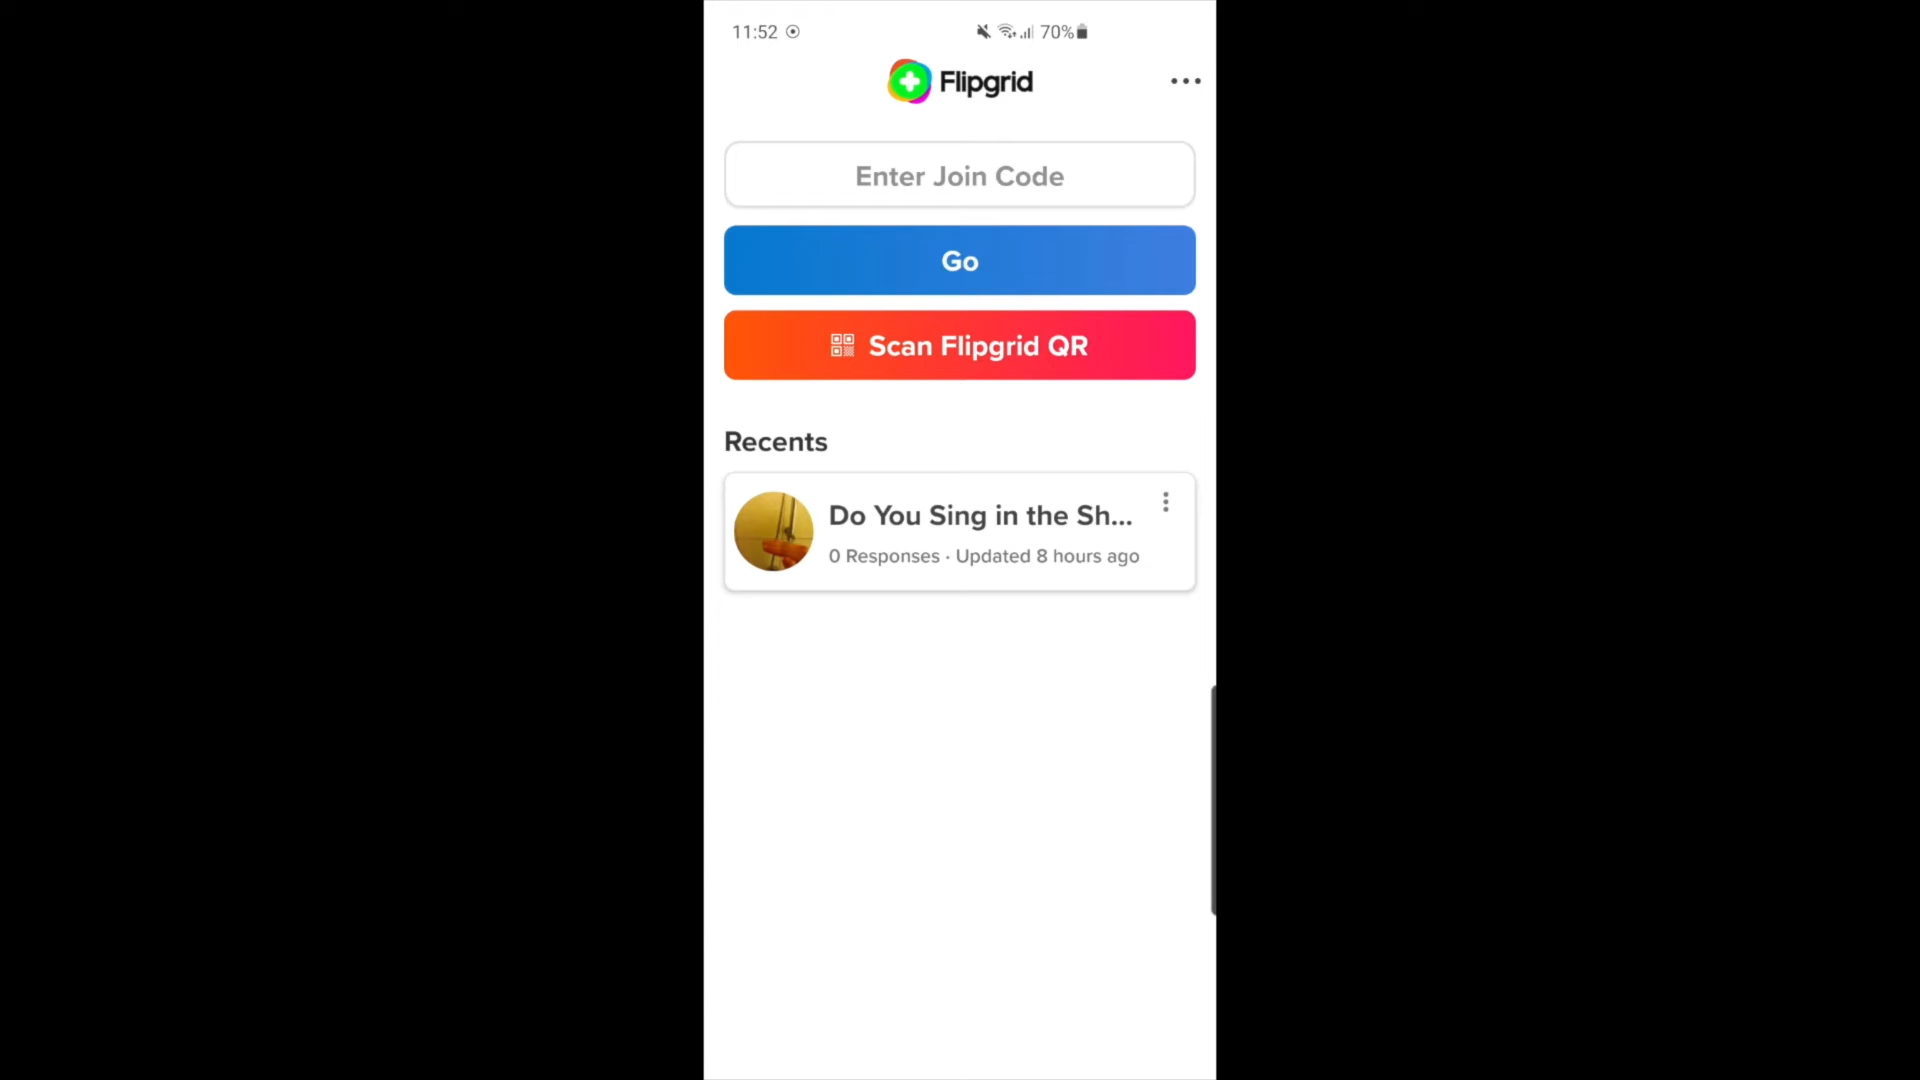 11:52 70%
Flipgrid
Enter Join Code
Go
Scan Flipgrid QR
Recents
Do You Sing in the Sh...
0 Responses · Updated 8 hours ago